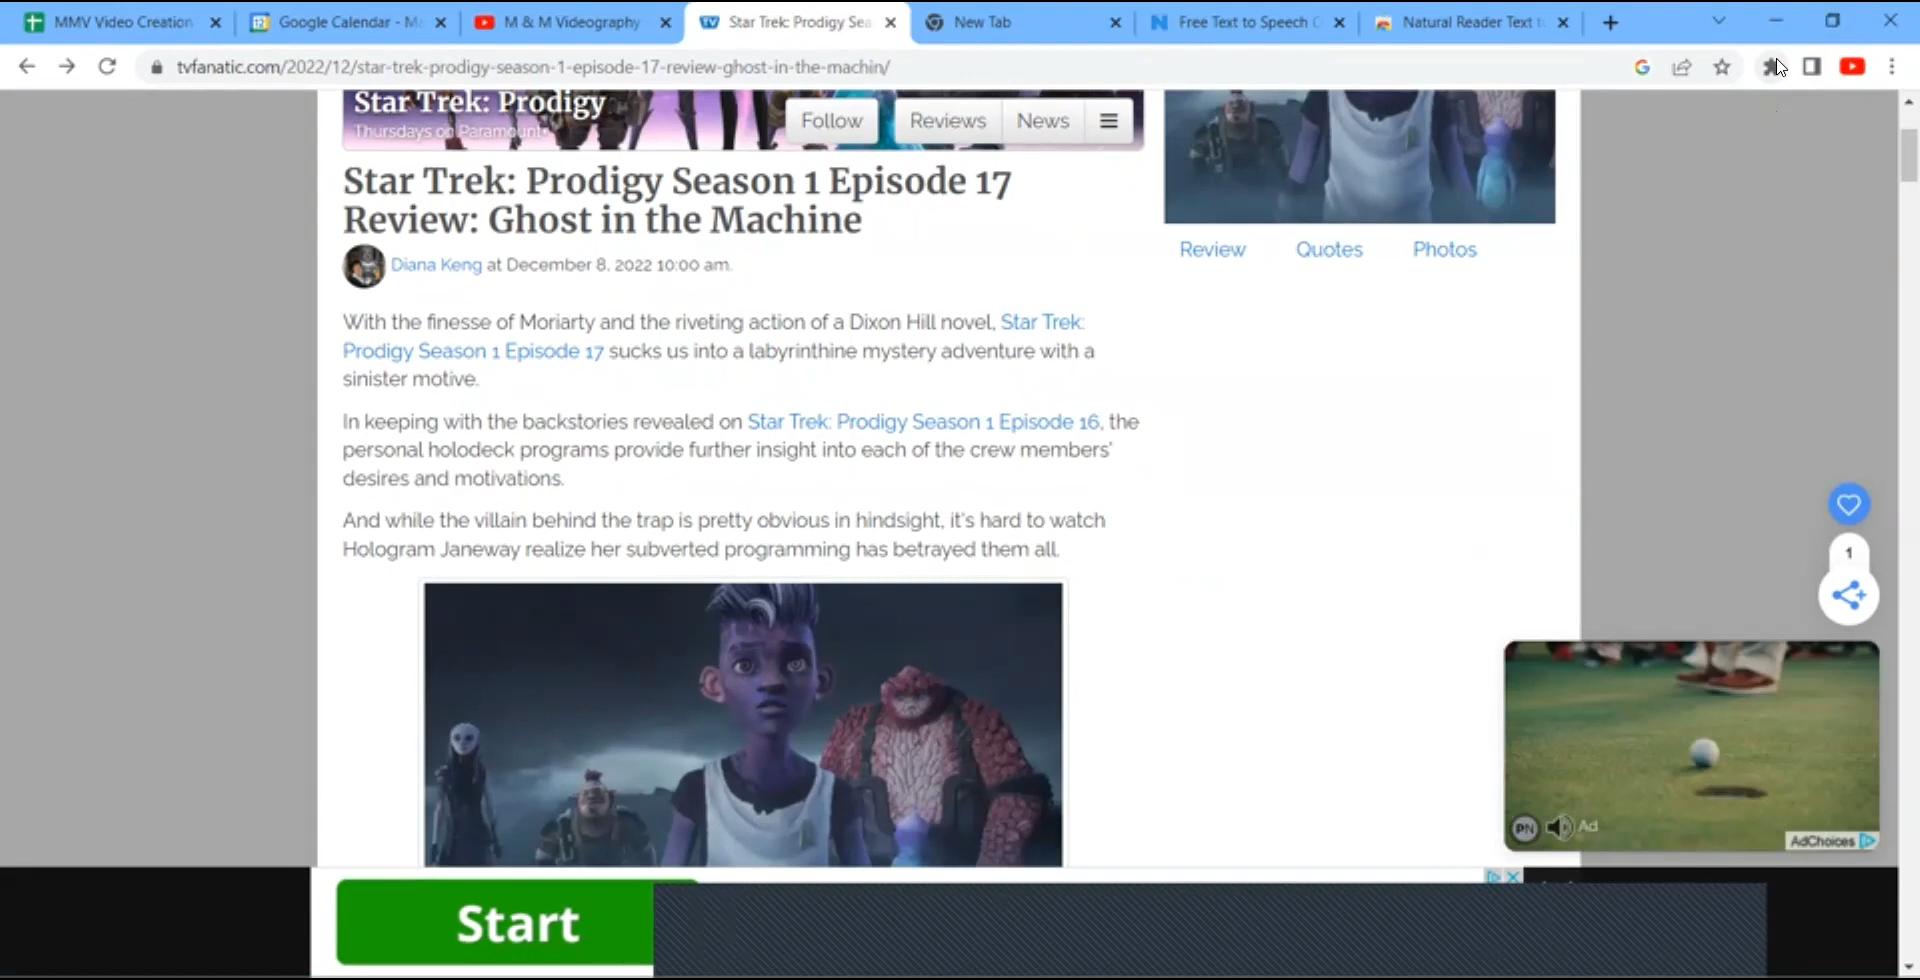 MMV Video Creation
Google Calendar - Ma
M & M Videography
Star Trek: Prodigy Sea
New Tab
Free Text to Speech O
Natural Reader Text t
tvfanatic.com/2022/12/star-trek-prodigy-season-1-episode-17-review-ghost-in-the-machin/
Star Trek: Prodigy
Thursdays on Paramount+
Follow
Reviews
News
Star Trek: Prodigy Season 1 Episode 17
Review: Ghost in the Machine
Diana Keng at December 8, 2022 10:00 am.
Review Quotes Photos
With the finesse of Moriarty and the riveting action of a Dixon Hill novel, Star Trek:
Prodigy Season 1 Episode 17 sucks us into a labyrinthine mystery adventure with a
sinister motive.
In keeping with the backstories revealed on Star Trek: Prodigy Season 1 Episode 16, the
personal holodeck programs provide further insight into each of the crew members'
desires and motivations.
And while the villain behind the trap is pretty obvious in hindsight, it's hard to watch
Hologram Janeway realize her subverted programming has betrayed them all.
1
PN
Ad
AdChoices
Start